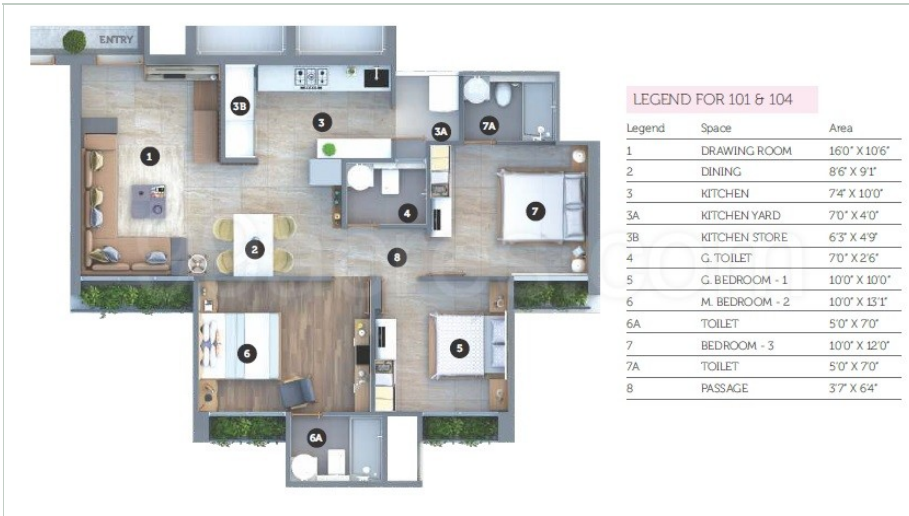 ENTRY
3B
3
3A
7A
1
4
7
2
8
6
5
6A
LEGEND FOR 101 & 104
Legend Space Area
1 DRAWING ROOM 16'0" X 10'6"
2 DINING 8'6" X 9'1"
3 KITCHEN 7'4" X 10'0"
3A KITCHEN YARD 7'0" X 4'0"
3B KITCHEN STORE 6'3" X 4'9"
4 G. TOILET 7'0" X 2'6"
5 G. BEDROOM - 1 10'0" X 10'0"
6 M. BEDROOM - 2 10'0" X 13'1"
6A TOILET 5'0" X 7'0"
7 BEDROOM - 3 10'0" X 12'0"
7A TOILET 5'0" X 7'0"
8 PASSAGE 3'7" X 6'4"